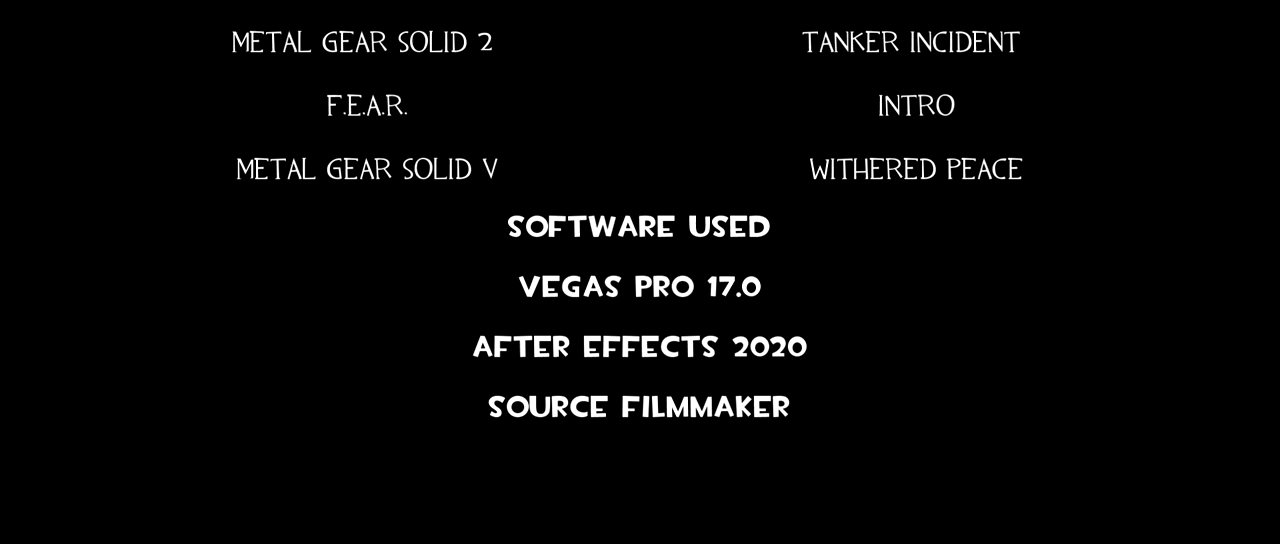 METAL GEAR SOLID 2 TANKER INCIDENT
F.E.A.R. INTRO
METAL GEAR SOLID V WITHERED PEACE
SOFTWARE USED
VEGAS PRO 17.0
AFTER EFFECTS 2020
SOURCE FILMMAKER